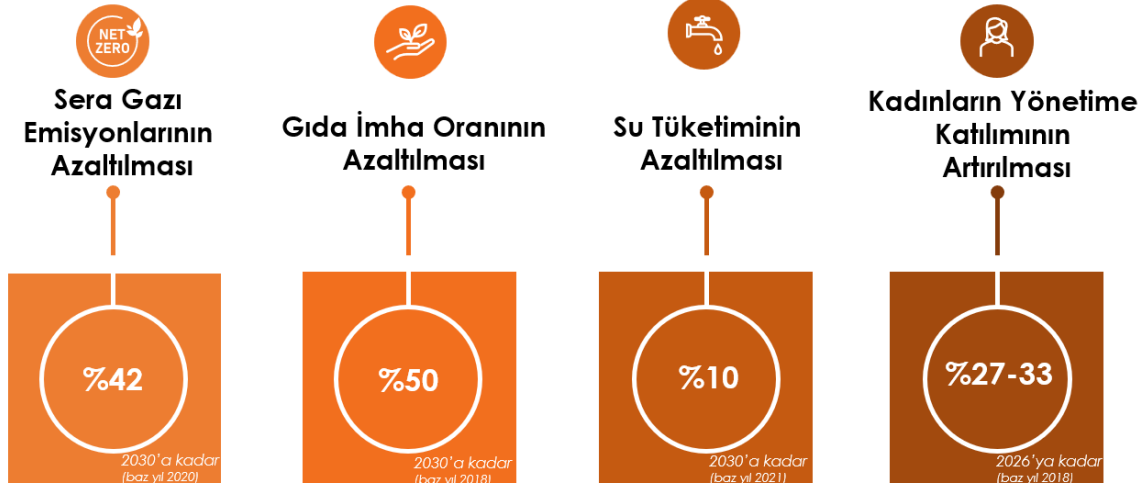 NET
ZERO
Sera Gazı
Emisyonlarının
Azaltılması
%42
2030'a kadar
(baz yıl 2020)
Gıda İmha Oranının
Azaltılması
%50
2030'a kadar
(baz yıl 2018)
Su Tüketiminin
Azaltılması
%10
2030'a kadar
(baz yıl 2021)
Kadınların Yönetime
Katılımının
Artırılması
%27-33
2026'ya kadar
(baz yıl 2018)